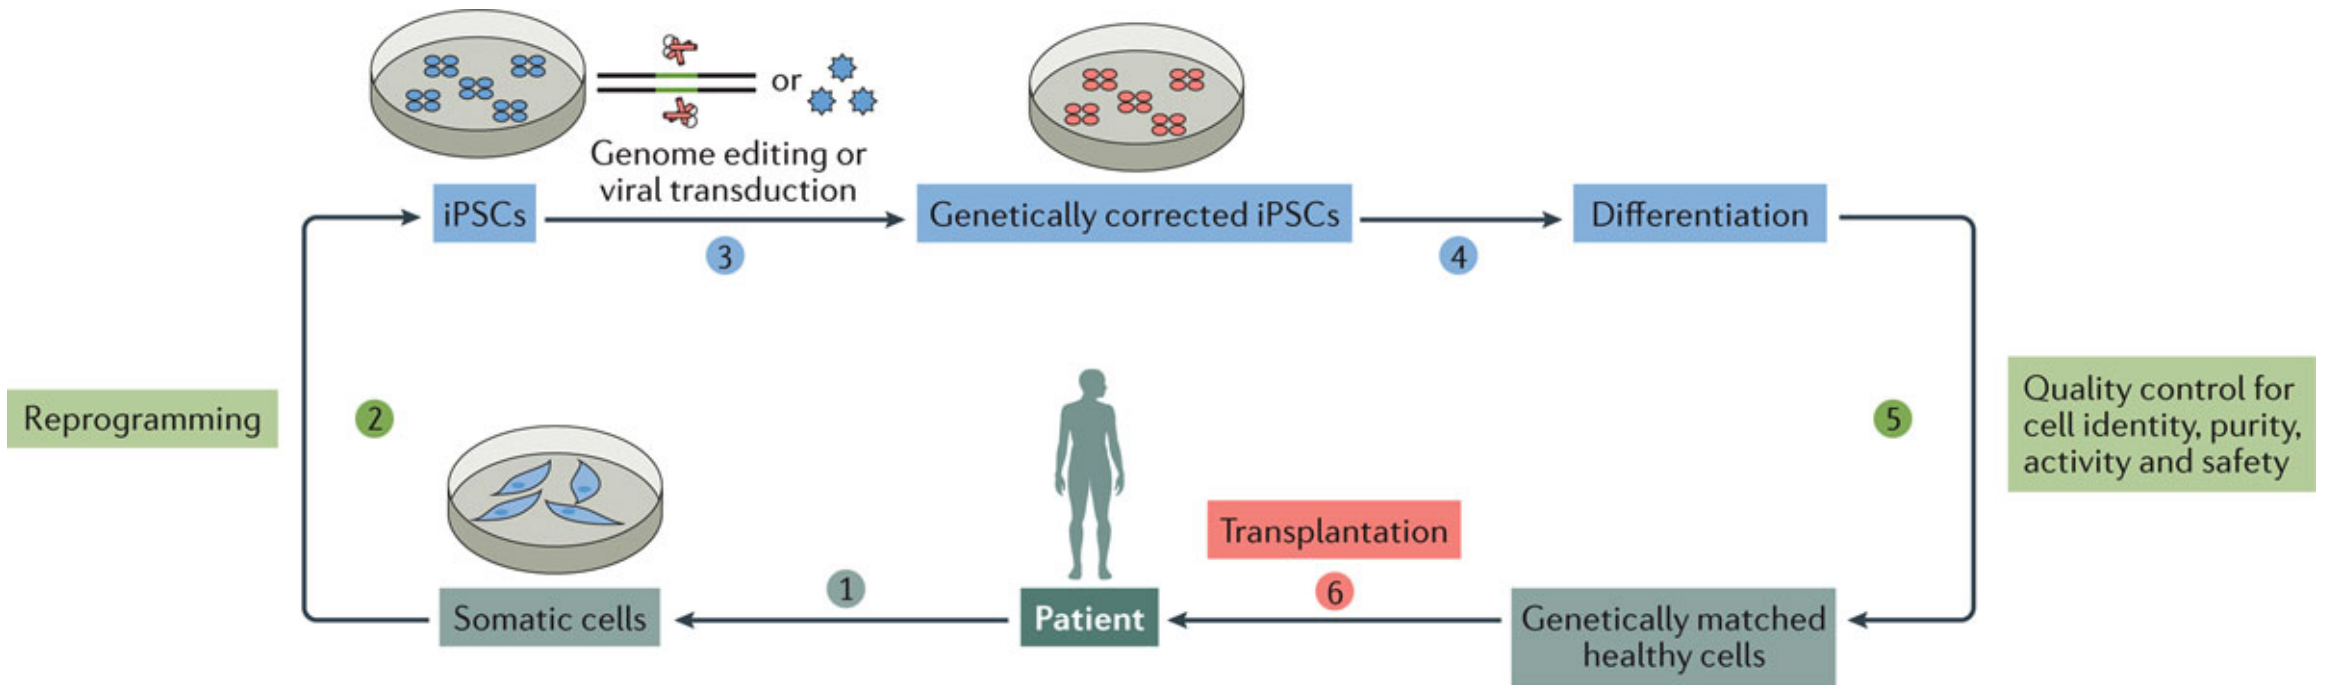 or
Genome editing or
viral transduction
iPSCs
3
Genetically corrected iPSCs
4
Differentiation
Reprogramming
2
5
Quality control for
cell identity, purity,
activity and safety
Somatic cells
1
Patient
Transplantation
6
Genetically matched
healthy cells